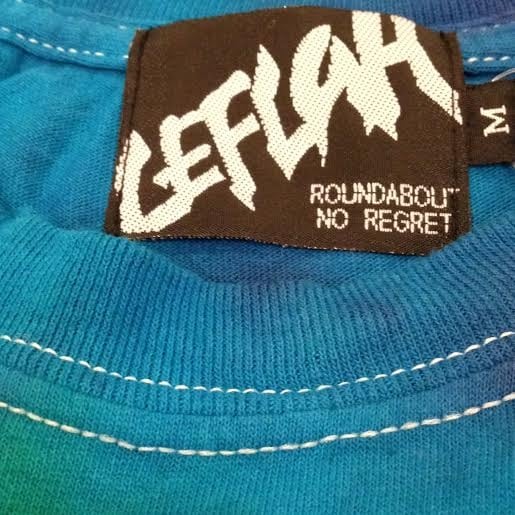 LEFLAH
ROUNDABOUT
NO REGRET
M